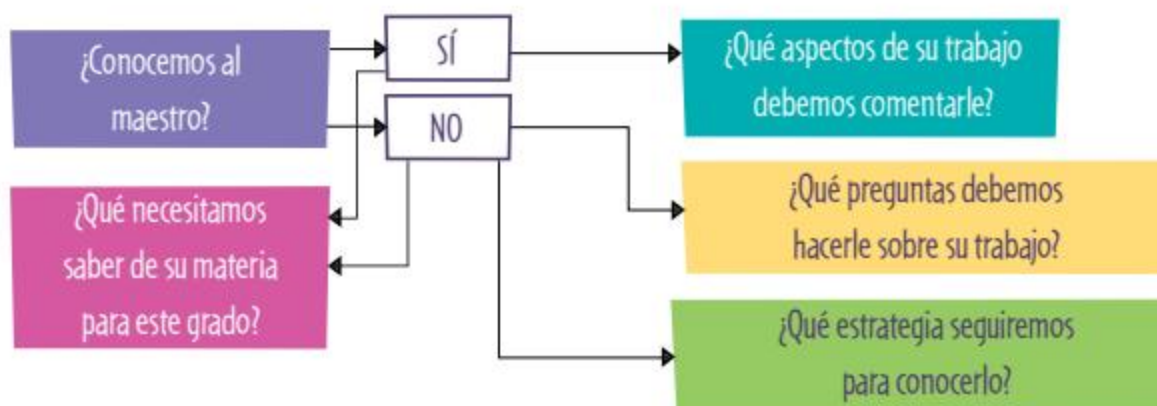 ¿Conocemos al
maestro?
SÍ
NO
¿Qué aspectos de su trabajo
debemos comentarle?
¿Qué necesitamos
saber de su materia
para este grado?
¿Qué preguntas debemos
hacerle sobre su trabajo?
¿Qué estrategia seguiremos
para conocerlo?